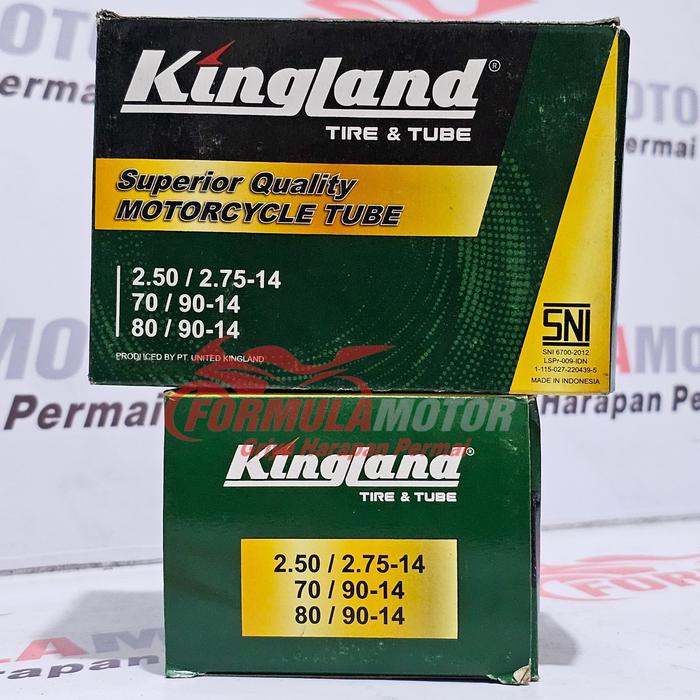 Kingland®
TIRE & TUBE
Superior Quality
MOTORCYCLE TUBE
2.50 / 2.75-14
70 / 90-14
80 / 90-14
PRODUCED BY PT. UNITED KINGLAND
SNI
SNI 6700-2012
LSPr-009-IDN
1-115-027-220439-5
MADE IN INDONESIA
FORMULAMOTOR
Griya Harapan Permai
Kingland®
TIRE & TUBE
2.50 / 2.75-14
70 / 90-14
80 / 90-14